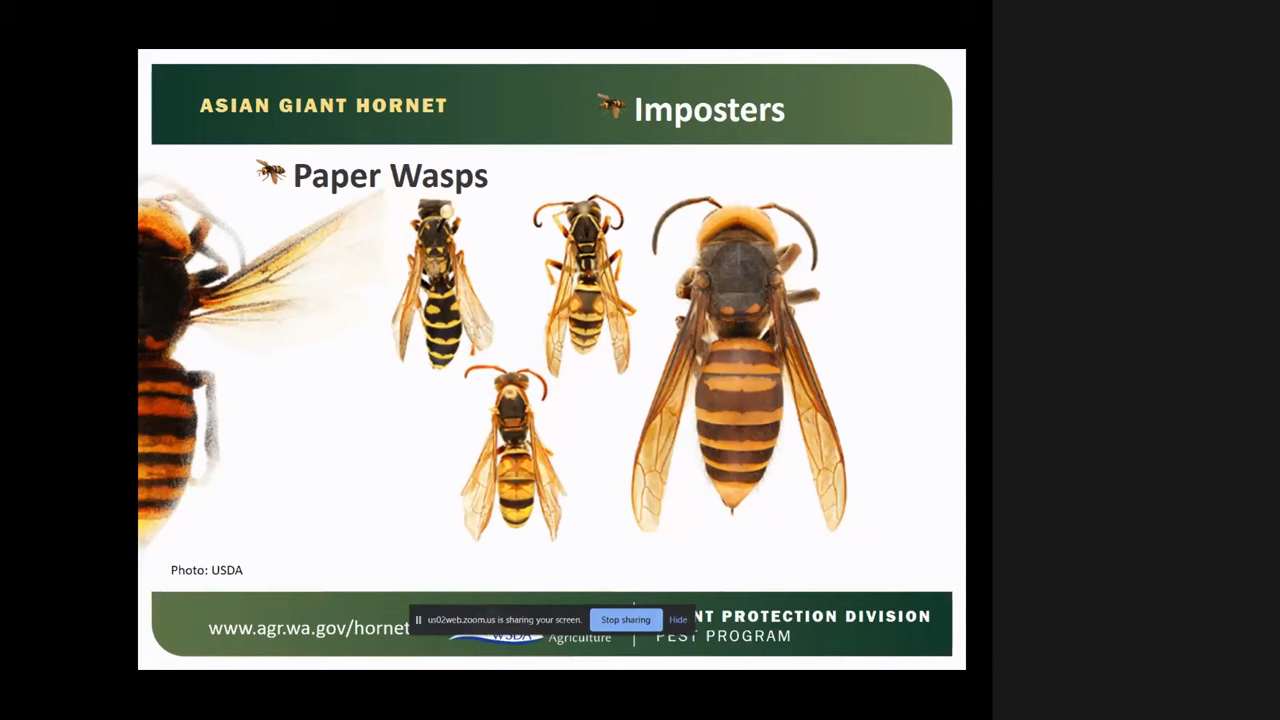 ASIAN GIANT HORNET
Imposters
Paper Wasps
Photo: USDA
www.agr.wa.gov/hornet
us02web.zoom.us is sharing your screen.
Stop sharing
Hide
WSDA
Agriculture
NT PROTECTION DIVISION
PEST PROGRAM